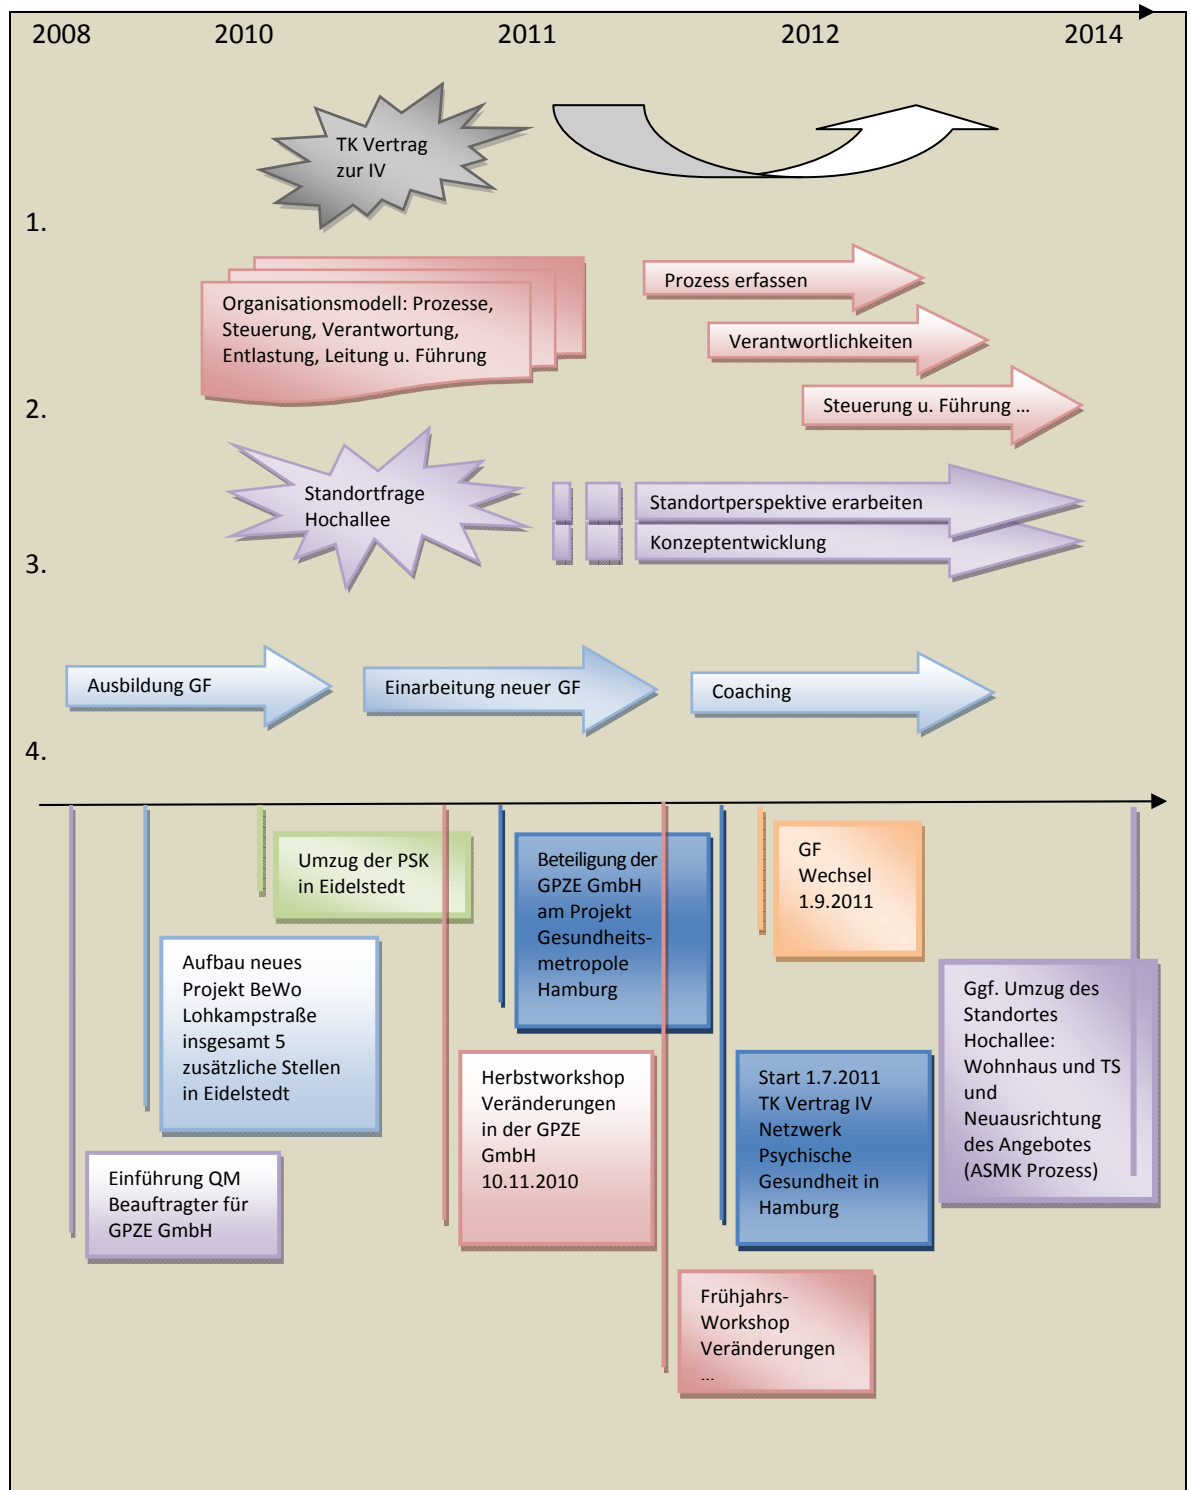 2008 2010 2011 2012 2014
TK Vertrag
zur IV
1.
Organisationsmodell: Prozesse,
Steuerung, Verantwortung,
Entlastung, Leitung u. Führung
Prozess erfassen
Verantwortlichkeiten
Steuerung u. Führung ...
2.
Standortfrage
Hochallee
Standortperspektive erarbeiten
Konzeptentwicklung
3.
Ausbildung GF
Einarbeitung neuer GF
Coaching
4.
Umzug der PSK
in Eidelstedt
Beteiligung der
GPZE GmbH
am Projekt
Gesundheits-
metropole
Hamburg
GF
Wechsel
1.9.2011
Aufbau neues
Projekt BeWo
Lohkampstraße
insgesamt 5
zusätzliche Stellen
in Eidelstedt
Ggf. Umzug des
Standortes
Hochallee:
Wohnhaus und TS
und
Neuausrichtung
des Angebotes
(ASMK Prozess)
Herbstworkshop
Veränderungen
in der GPZE
GmbH
10.11.2010
Start 1.7.2011
TK Vertrag IV
Netzwerk
Psychische
Gesundheit in
Hamburg
Einführung QM
Beauftragter für
GPZE GmbH
Frühjahrs-
Workshop
Veränderungen
...